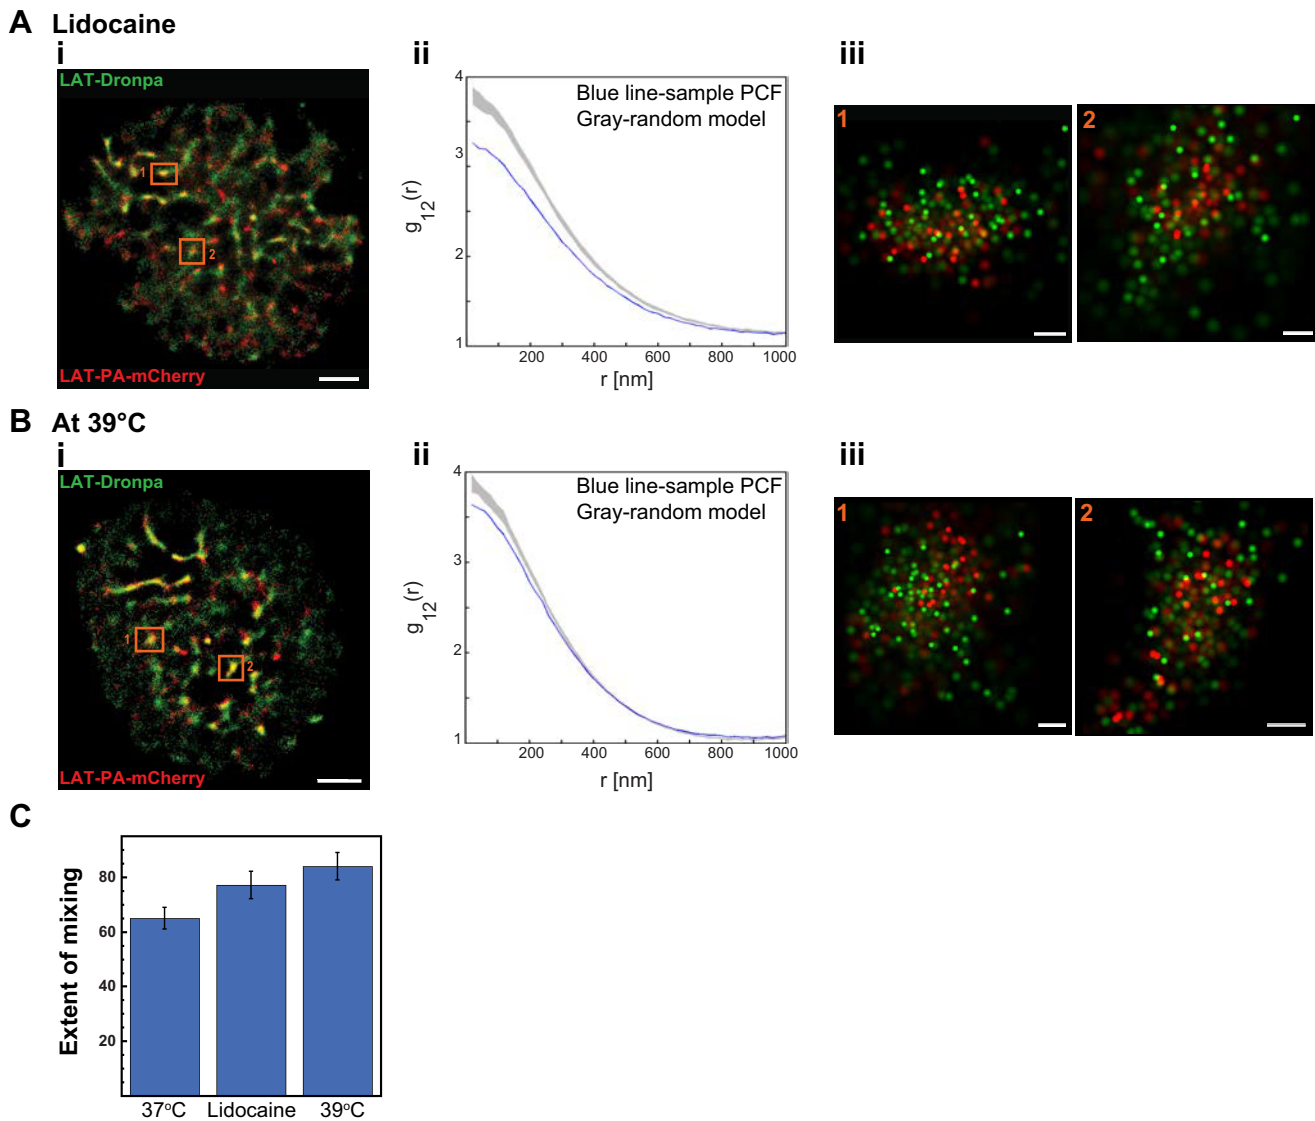 A Lidocaine
i
ii
iii
LAT-Dronpa
LAT-PA-mCherry
1
2
Blue line-sample PCF
Gray-random model
g12(r)
4
3
2
1
200 400 600 800 1000
r [nm]
1
2
B At 39°C
i
ii
iii
LAT-Dronpa
LAT-PA-mCherry
1
2
Blue line-sample PCF
Gray-random model
g12(r)
4
3
2
1
200 400 600 800 1000
r [nm]
1
2
C
Extent of mixing
80
60
40
20
37°C Lidocaine 39°C